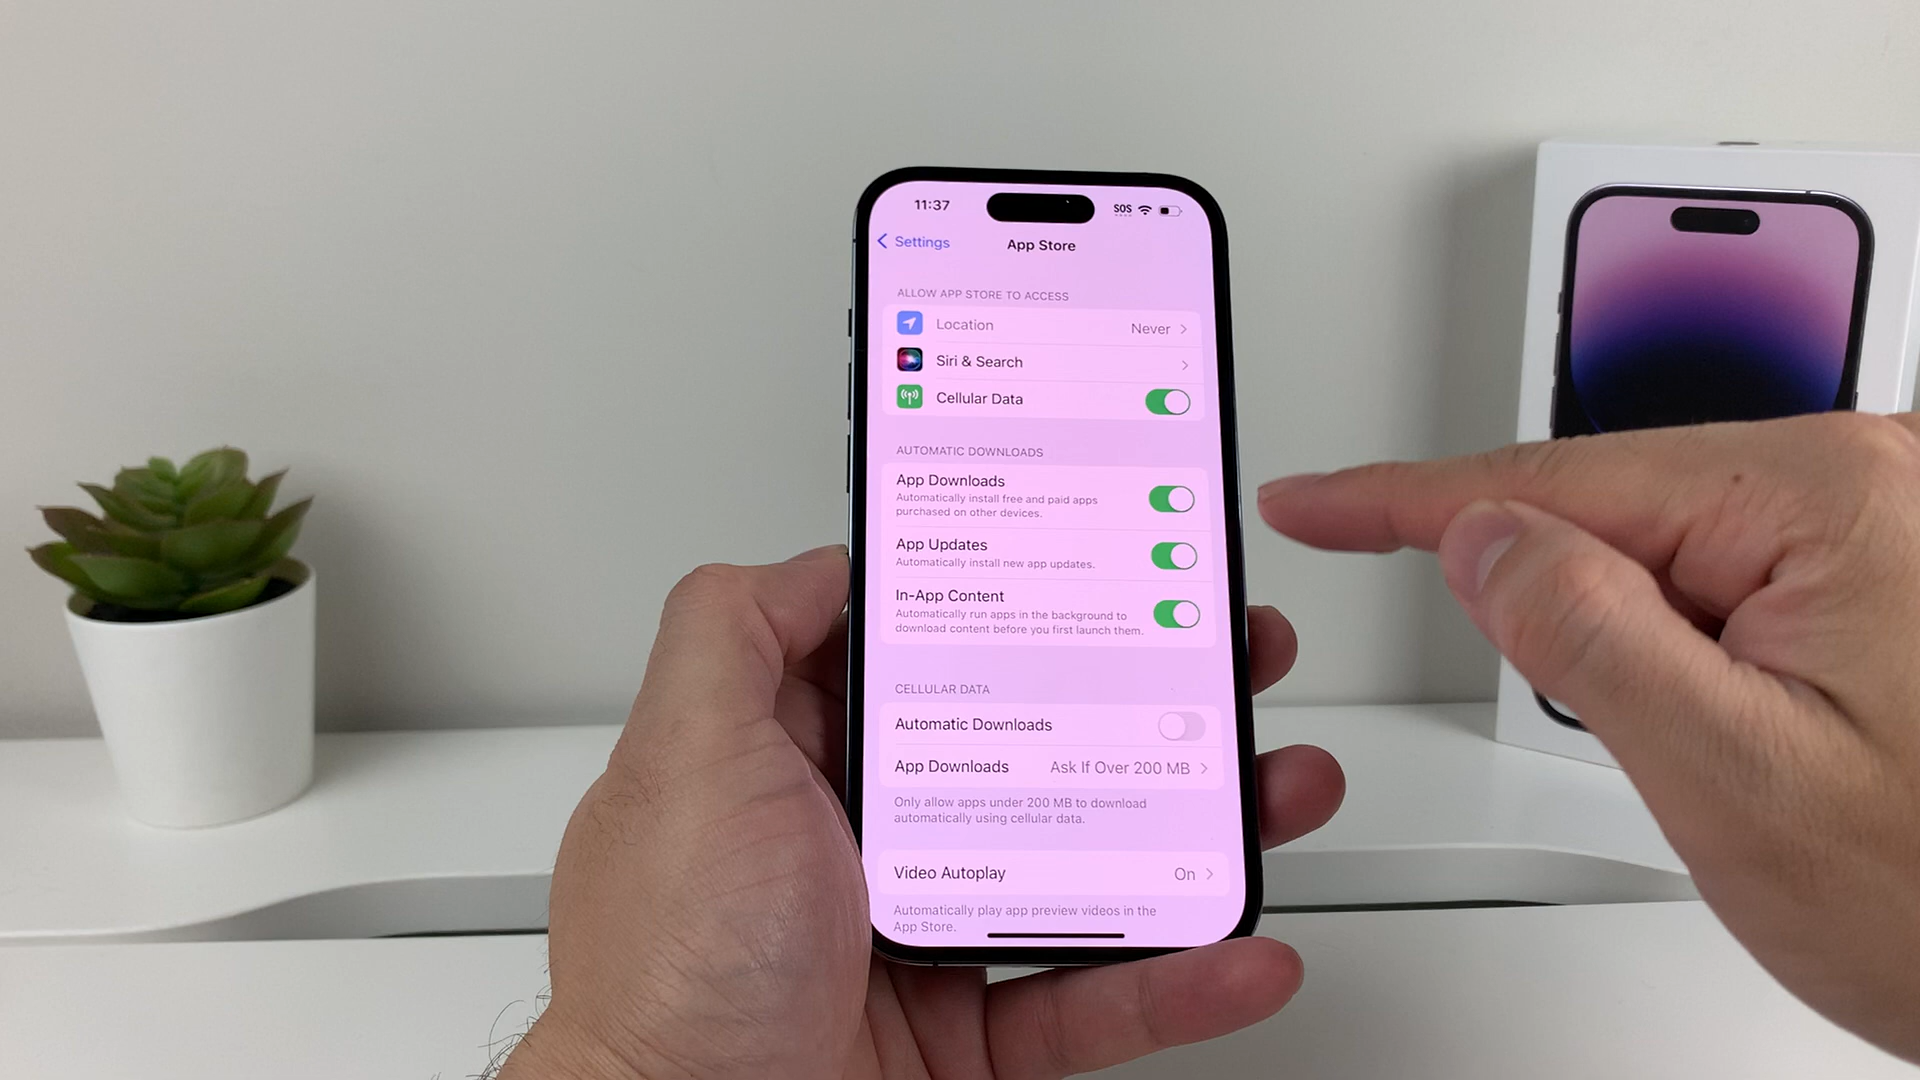 11:37
SOS
Settings
App Store
ALLOW APP STORE TO ACCESS
Location Never
Siri & Search
Cellular Data
AUTOMATIC DOWNLOADS
App Downloads
Automatically install free and paid apps
purchased on other devices.
App Updates
Automatically install new app updates.
In-App Content
Automatically run apps in the background to
download content before you first launch them.
CELLULAR DATA
Automatic Downloads
App Downloads Ask If Over 200 MB
Only allow apps under 200 MB to download
automatically using cellular data.
Video Autoplay On
Automatically play app preview videos in the
App Store.